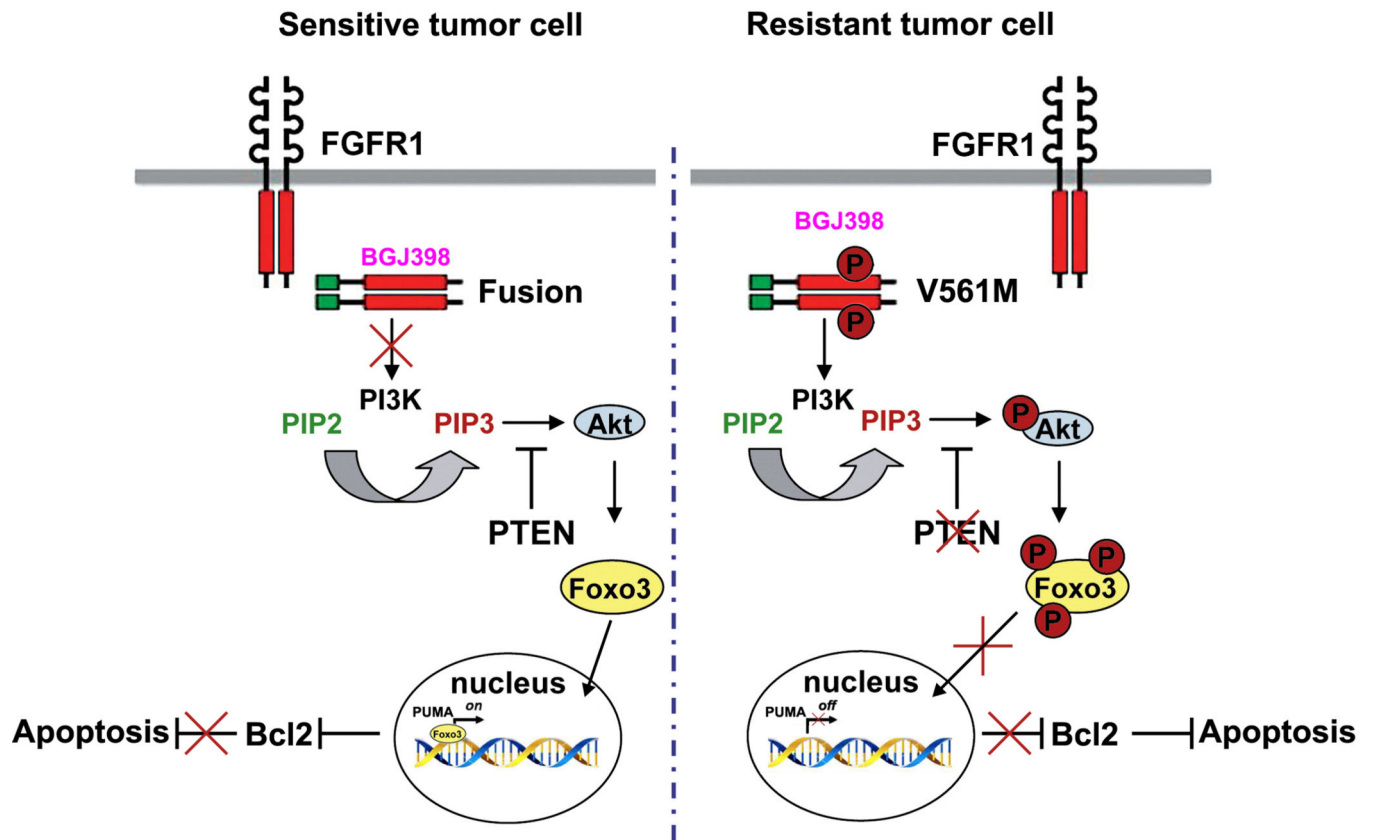 Sensitive tumor cell
FGFR1
BGJ398
Fusion
PI3K
PIP2
PIP3
Akt
PTEN
Foxo3
nucleus
PUMA
on
Foxo3
Apoptosis
Bcl2
Resistant tumor cell
FGFR1
BGJ398
P
P
V561M
PI3K
PIP2
PIP3
P
Akt
PTEN
P
P
Foxo3
P
nucleus
PUMA
off
Bcl2
Apoptosis